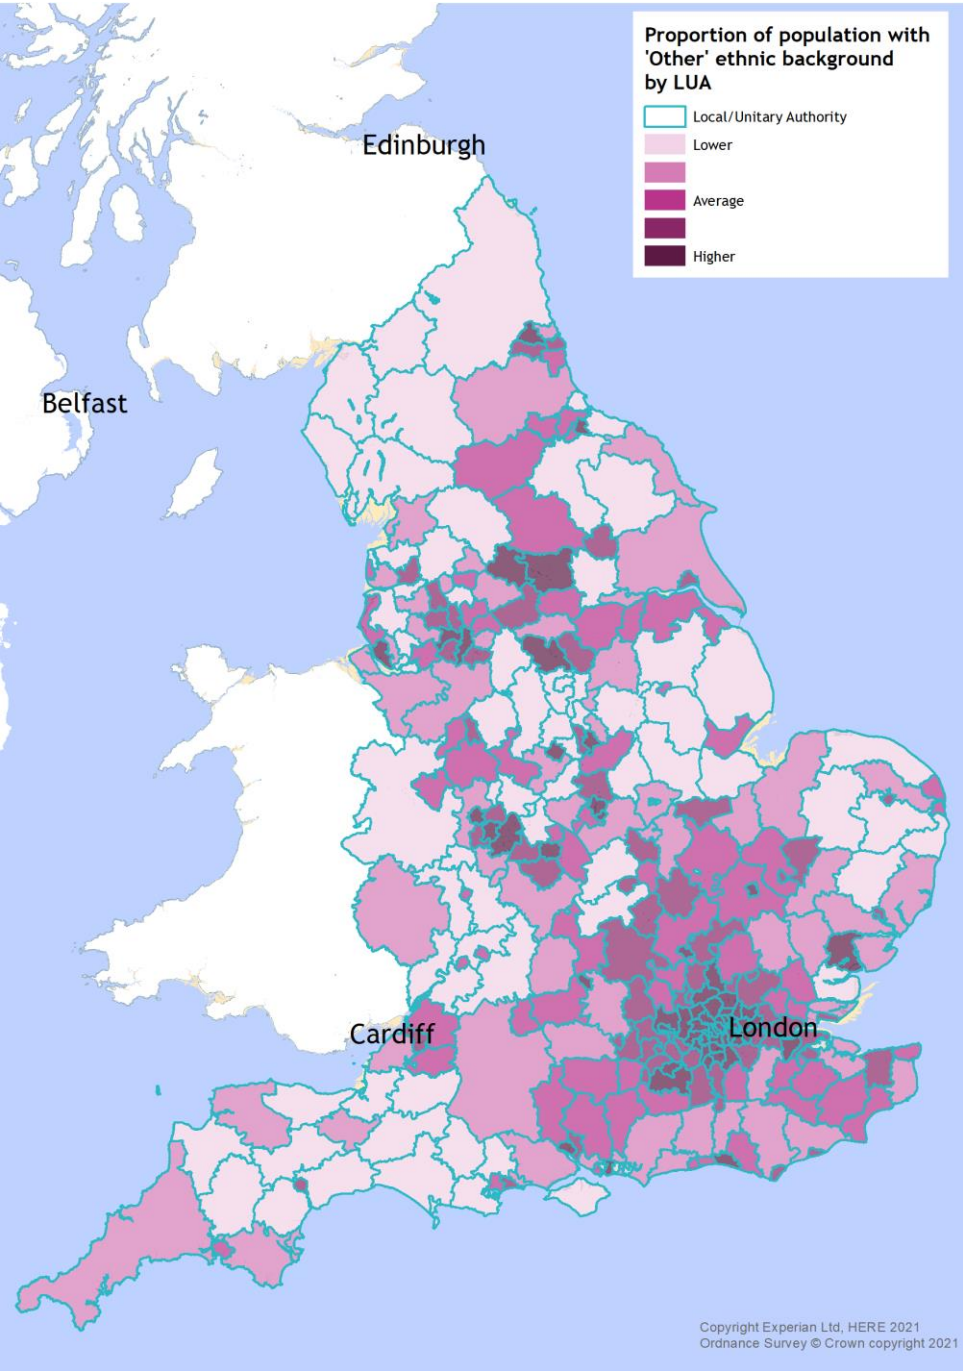 Proportion of population with
'Other' ethnic background
by LUA
Local/Unitary Authority
Lower
Average
Higher
Edinburgh
Belfast
Cardiff
London
Copyright Experian Ltd, HERE 2021
Ordnance Survey © Crown copyright 2021